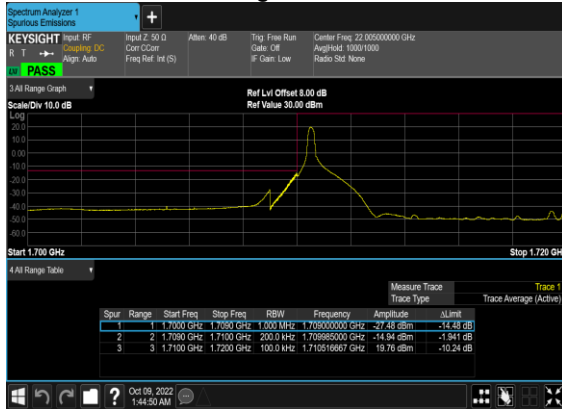 Spectrum Analyzer 1
Spurious Emissions
KEYSIGHT Input: RF Input Z: 50 Ω Atten: 40 dB Trig: Free Run Center Freq: 22.005000000 GHz
R T Coupling: DC Corr CCorr Gate: Off Avg|Hold: 1000/1000
Align: Auto Freq Ref: Int (S) IF Gain: Low Radio Std: None
PASS
3 All Range Graph Ref Lvl Offset 8.00 dB
Scale/Div 10.0 dB Ref Value 30.00 dBm
Log
20.0
10.0
0.00
-10.0
-20.0
-30.0
-40.0
-50.0
-60.0
Start 1.700 GHz Stop 1.720 GH
4 All Range Table
Measure Trace Trace 1
Trace Type Trace Average (Active)
Spur Range Start Freq Stop Freq RBW Frequency Amplitude ΔLimit
1 1 1.7000 GHz 1.7090 GHz 1.000 MHz 1.709000000 GHz -27.48 dBm -14.48 dB
2 2 1.7090 GHz 1.7100 GHz 200.0 kHz 1.709985000 GHz -14.94 dBm -1.941 dB
3 3 1.7100 GHz 1.7200 GHz 100.0 kHz 1.710516667 GHz 19.76 dBm -10.24 dB
? Oct 09, 2022
1:44:50 AM